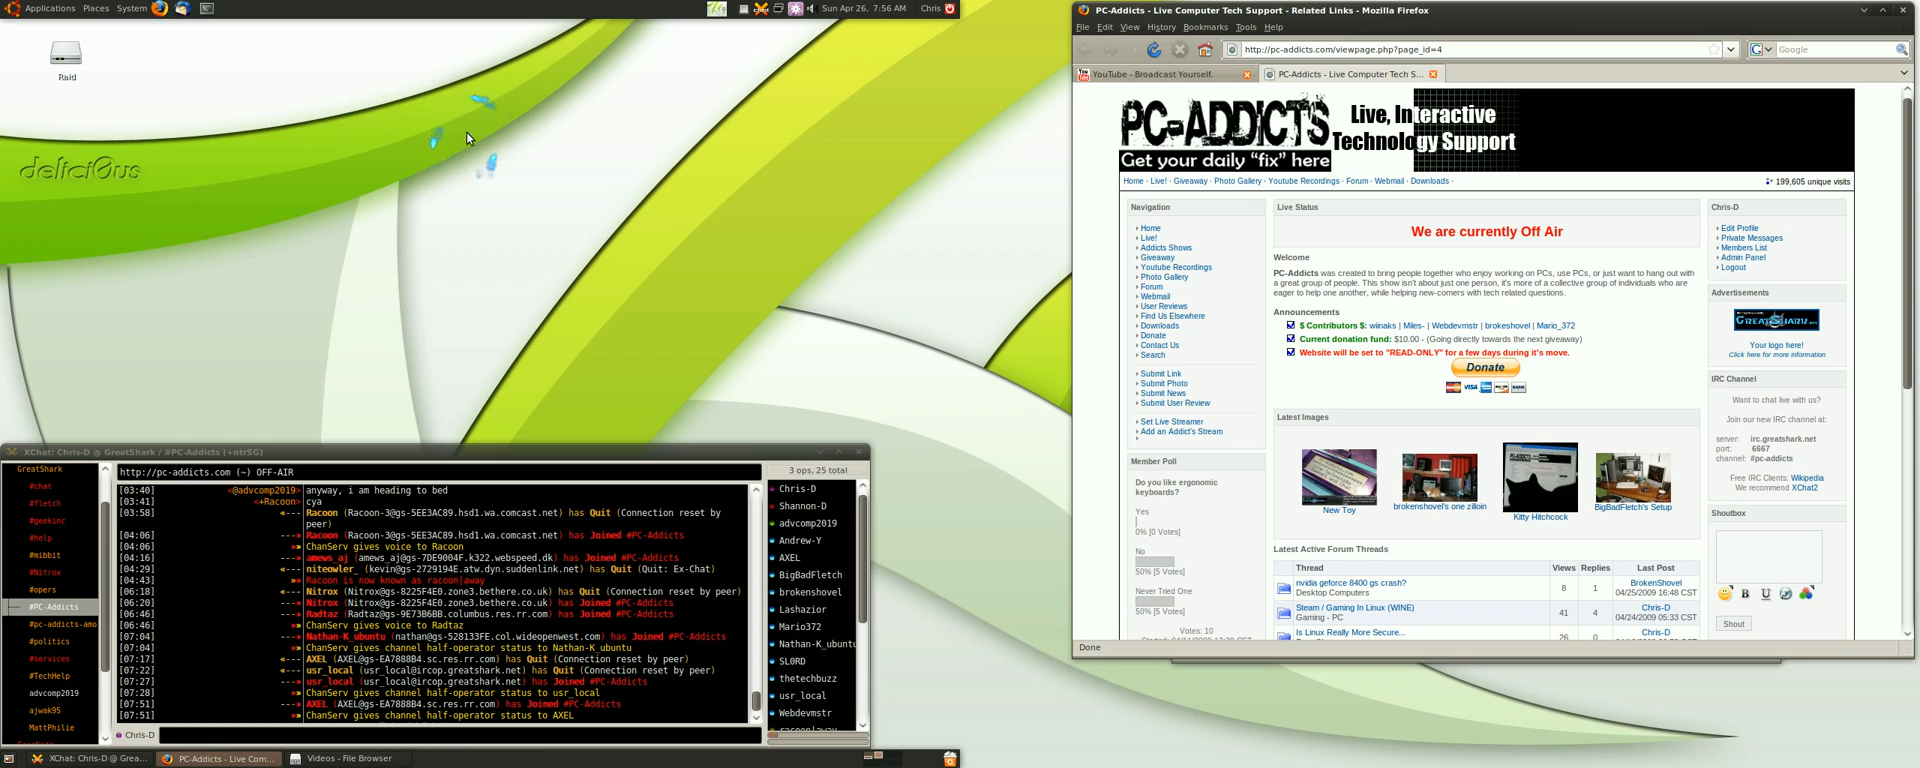 Applications Places System
Sun Apr 26, 7:56 AM Chris
Raid
delici0us
XChat: Chris-D @ GreatShark / #PC-Addicts (+ntrSG)
GreatShark
#chat
#fletch
#geekinc
#help
#mibbit
#Nitrox
#opers
#PC-Addicts
#pc-addicts-amo
#politics
#services
#TechHelp
advcomp2019
ajwak95
MattPhilie
http://pc-addicts.com (~) OFF-AIR
[03:40] <@advcomp2019> anyway, i am heading to bed
[03:41] <+Racoon> cya
[03:58] «--- Racoon (Racoon-3@gs-5EE3AC89.hsd1.wa.comcast.net) has Quit (Connection reset by
peer)
[04:06] ---» Racoon (Racoon-3@gs-5EE3AC89.hsd1.wa.comcast.net) has Joined #PC-Addicts
[04:06] »» ChanServ gives voice to Racoon
[04:16] ---» amews_aj (amews_aj@gs-7DE9004F.k322.webspeed.dk) has Joined #PC-Addicts
[04:29] «--- niteowler_ (kevin@gs-2729194E.atw.dyn.suddenlink.net) has Quit (Quit: Ex-Chat)
[04:43] »» Racoon is now known as racoon|away
[06:18] «--- Nitrox (Nitrox@gs-8225F4E0.zone3.bethere.co.uk) has Quit (Connection reset by peer)
[06:20] ---» Nitrox (Nitrox@gs-8225F4E0.zone3.bethere.co.uk) has Joined #PC-Addicts
[06:46] ---» Radtaz (Radtaz@gs-9E73B6BB.columbus.res.rr.com) has Joined #PC-Addicts
[06:46] »» ChanServ gives voice to Radtaz
[07:04] ---» Nathan-K_ubuntu (nathan@gs-528133FE.col.wideopenwest.com) has Joined #PC-Addicts
[07:04] »» ChanServ gives channel half-operator status to Nathan-K_ubuntu
[07:17] «--- AXEL (AXEL@gs-EA7888B4.sc.res.rr.com) has Quit (Connection reset by peer)
[07:22] «--- usr_local (usr_local@ircop.greatshark.net) has Quit (Connection reset by peer)
[07:27] ---» usr_local (usr_local@ircop.greatshark.net) has Joined #PC-Addicts
[07:28] »» ChanServ gives channel half-operator status to usr_local
[07:51] ---» AXEL (AXEL@gs-EA7888B4.sc.res.rr.com) has Joined #PC-Addicts
[07:51] »» ChanServ gives channel half-operator status to AXEL
Chris-D
3 ops, 25 total
Chris-D
Shannon-D
advcomp2019
Andrew-Y
AXEL
BigBadFletch
brokenshovel
Lashazior
Mario372
Nathan-K_ubuntu
SL0RD
thetechbuzz
usr_local
Webdevmstr
racoon|away
XChat: Chris-D @ Grea...
PC-Addicts - Live Com...
Videos - File Browser
PC-Addicts - Live Computer Tech Support - Related Links - Mozilla Firefox
File Edit View History Bookmarks Tools Help
http://pc-addicts.com/viewpage.php?page_id=4
Google
YouTube - Broadcast Yourself.
PC-Addicts - Live Computer Tech S...
PC-ADDICTS
Get your daily "fix" here
Live, Interactive
Technology Support
Home · Live! · Giveaway · Photo Gallery · Youtube Recordings · Forum · Webmail · Downloads ·
199,605 unique visits
Navigation
Home
Live!
Addicts Shows
Giveaway
Youtube Recordings
Photo Gallery
Forum
Webmail
User Reviews
Find Us Elsewhere
Downloads
Donate
Contact Us
Search
Submit Link
Submit Photo
Submit News
Submit User Review
Set Live Streamer
Add an Addict's Stream
Member Poll
Do you like ergonomic
keyboards?
Yes
0% [0 Votes]
No
50% [5 Votes]
Never Tried One
50% [5 Votes]
Votes: 10
Live Status
We are currently Off Air
Welcome
PC-Addicts was created to bring people together who enjoy working on PCs, use PCs, or just want to hang out with
a great group of people. This show isn't about just one person, it's more of a collective group of individuals who are
eager to help one another, while helping new-comers with tech related questions.
Announcements
$ Contributors $: wiinaks | Miles- | Webdevmstr | brokeshovel | Mario_372
Current donation fund: $10.00 - (Going directly towards the next giveaway)
Website will be set to "READ-ONLY" for a few days during it's move.
Donate
VISA
BANK
Latest Images
New Toy
brokenshovel's one zilloin
Kitty Hitchcock
BigBadFletch's Setup
Latest Active Forum Threads
Thread Views Replies Last Post
nvidia geforce 8400 gs crash? 8 1 BrokenShovel
Desktop Computers 04/25/2009 16:48 CST
Steam / Gaming In Linux (WINE) 41 4 Chris-D
Gaming - PC 04/24/2009 05:33 CST
Is Linux Really More Secure... 26 0 Chris-D
Chris-D
Edit Profile
Private Messages
Members List
Admin Panel
Logout
Advertisements
GREATSHARK
Your logo here!
Click here for more information
IRC Channel
Want to chat live with us?
Join our new IRC channel at:
server: irc.greatshark.net
port: 6667
channel: #pc-addicts
Free IRC Clients: Wikipedia
We recommend XChat2
Shoutbox
B U
Shout
Done